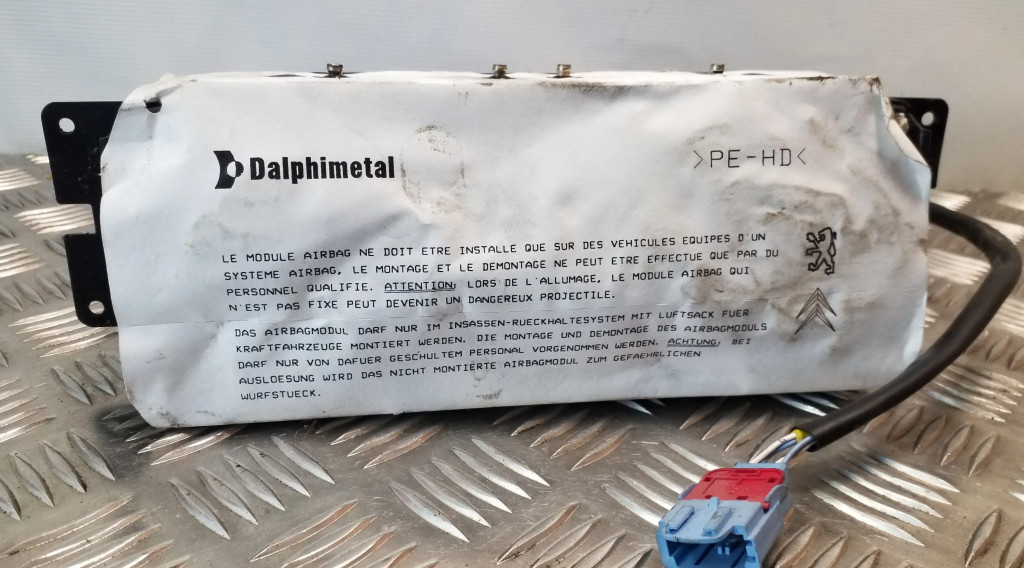 Dalphimetal
>PE-HD<
LE MODULE AIRBAG NE DOIT ETRE INSTALLE QUE SUR DES VEHICULES EQUIPES D'UN
SYSTEME AIRBAG, LE MONTAGE ET LE DEMONTAGE NE PEUT ETRE EFFECTUE QUE PAR DU
PERSONNEL QUALIFIE. ATTENTION: LORS DE L'ALLUMAGE, LE MODULE AIRBAG QUI
N'EST PAS FIXE PEUT DEVENIR UN DANGEREUX PROJECTILE.
DAS AIRBAGMODUL DARF NUR IM INSASSEN-RUECKHALTESYSTEM MIT LUFTSACK FUER
KRAFTFAHRZEUGE MONTIERT WERDEN. DIE MONTAGE UND DEMONTAGE DES AIRBAGMODULS
DARF NUR VON DAFUER GESCHULTEM PERSONAL VORGENOMMEN WERDEN. ACHTUNG: BEI
AUSLOESUNG WIRD DAS NICHT MONTIERTE AIRBAGMODUL ZUM GEFAEHRLICHEN
WURFSTUECK.